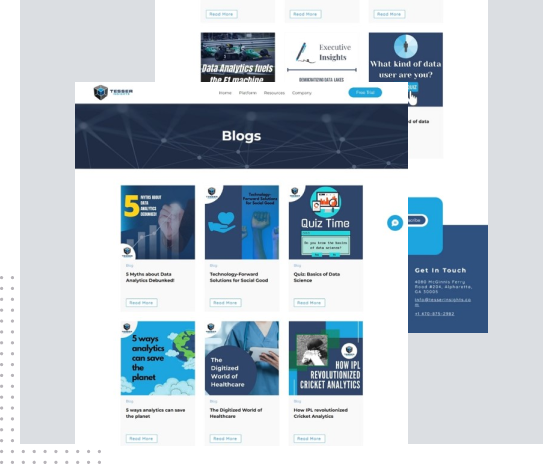 Read More
Read More
Read More
Data Analytics fuels
the F1 machine
Executive
Insights
DEMOCRATIZING DATA LAKES
What kind of data
user are you?
QUIZ
d of data
TESSER
INSIGHTS
Home
Platform
Resources
Company
Free Trial
Blogs
5
MYTHS ABOUT
DATA
ANALYTICS
DEBUNKED!
Technology-
Forward Solutions
for Social Good
Quiz Time
Do you know the basics
of data science?
Blog
5 Myths about Data
Analytics Debunked!
Read More
Blog
Technology-Forward
Solutions for Social Good
Read More
Blog
Quiz: Basics of Data
Science
Read More
5 ways
analytics
can save
the
planet
The
Digitized
World of
Healthcare
HOW IPL
REVOLUTIONIZED
CRICKET ANALYTICS
Blog
5 ways analytics can save
the planet
Read More
Blog
The Digitized World of
Healthcare
Read More
Blog
How IPL revolutionized
Cricket Analytics
Read More
Get In Touch
4080 McGinnis Ferry
Road #204, Alpharetta,
GA 30005
info@tesserinsights.co
m
+1 470-975-2982